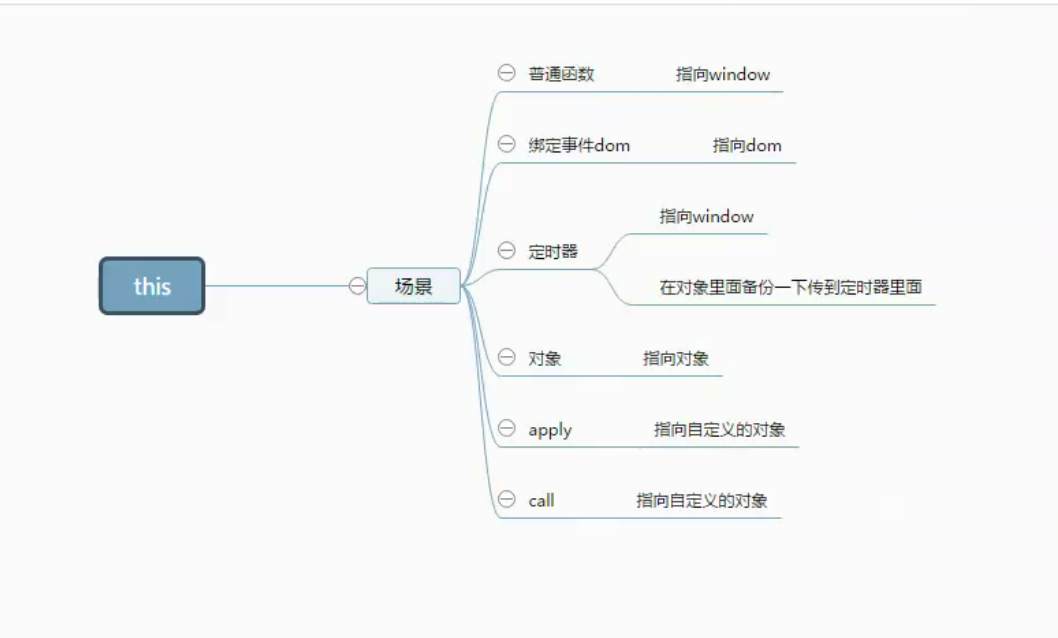 普通函数 指向window
绑定事件dom 指向dom
指向window
定时器
在对象里面备份一下传到定时器里面
this
场景
对象 指向对象
apply 指向自定义的对象
call 指向自定义的对象